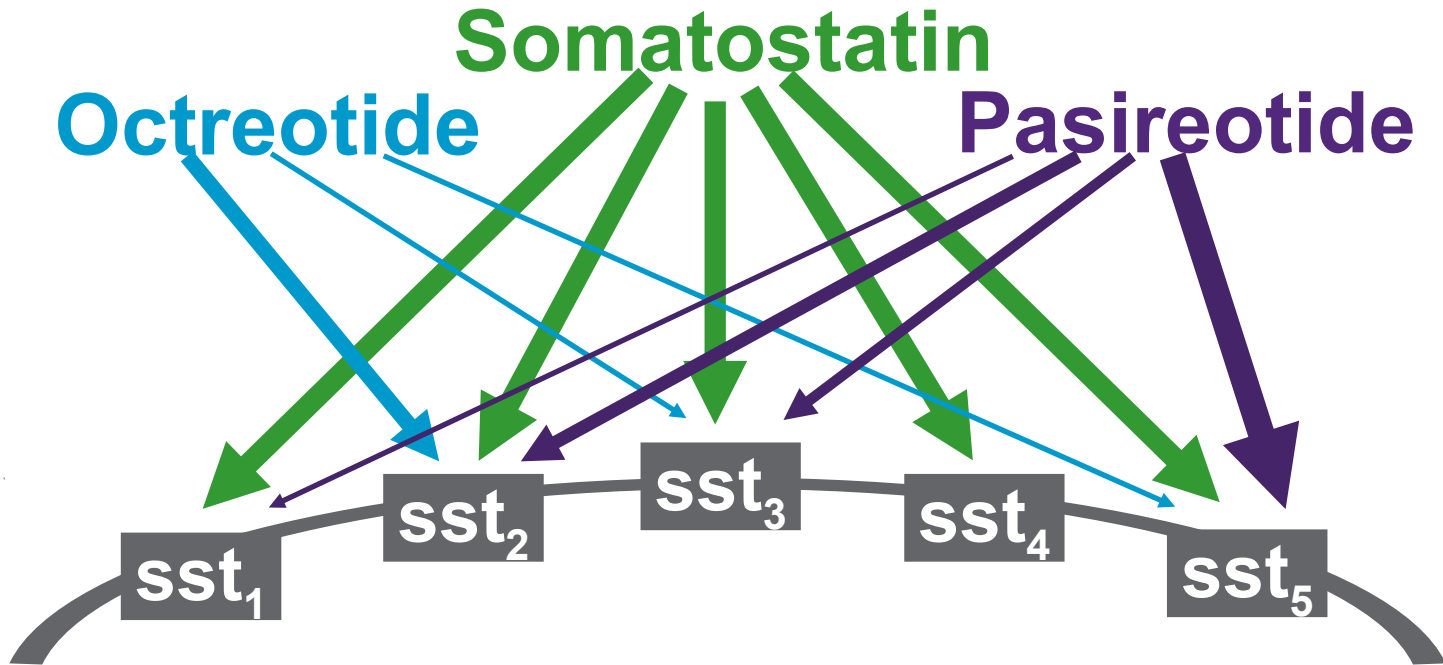 Somatostatin
Octreotide
Pasireotide
sst₁
sst₂
sst₃
sst₄
sst₅